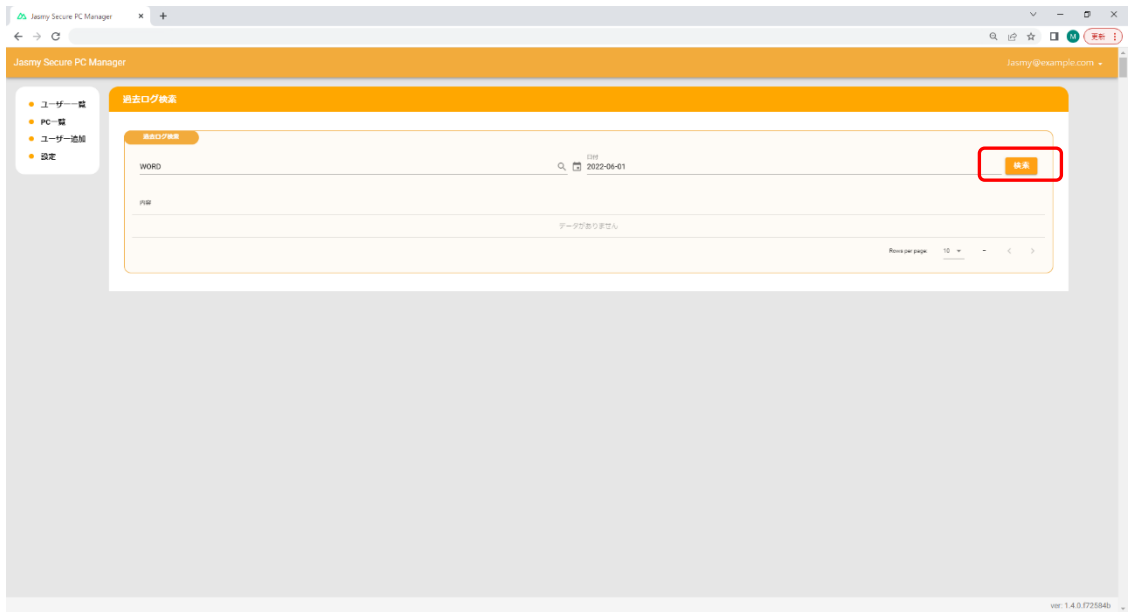 Jasmy Secure PC Manager
M
更新
Jasmy Secure PC Manager
Jasmy@example.com
ユーザー一覧
PC一覧
ユーザー追加
設定
過去ログ検索
過去ログ検索
WORD
日付
2022-06-01
検索
内容
データがありません
Rows per page:
10
–
ver. 1.4.0.f72584b